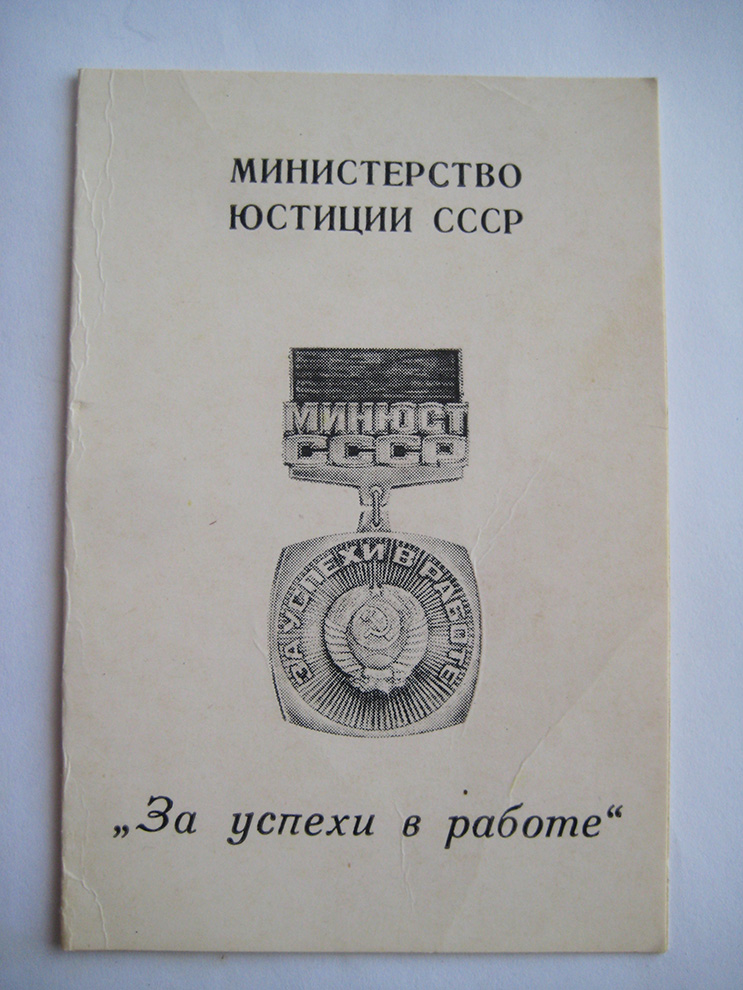 МИНИСТЕРСТВО
ЮСТИЦИИ СССР
МИНЮСТ
СССР
ЗА УСПЕХИ В РАБОТЕ
„За успехи в работе“